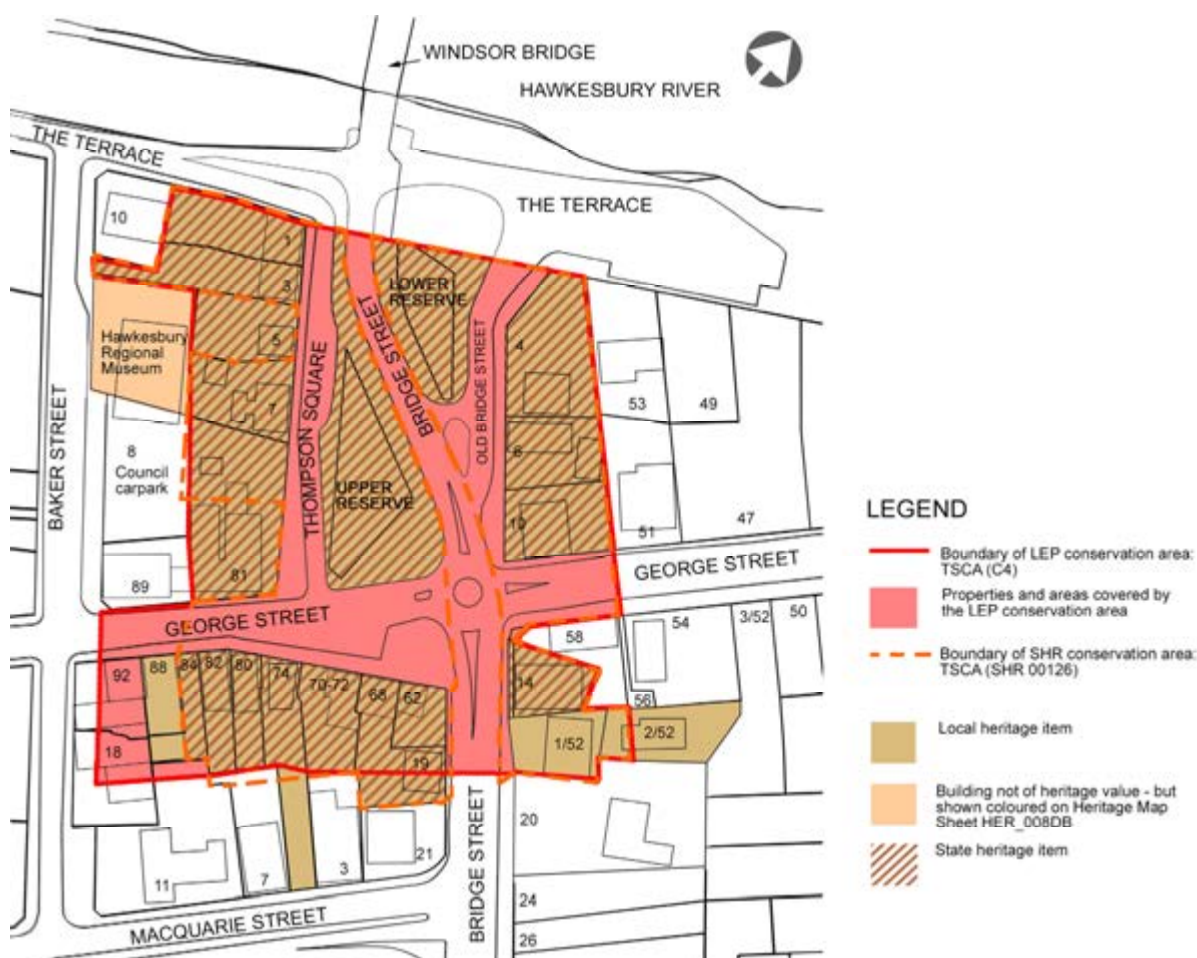 WINDSOR BRIDGE
HAWKESBURY RIVER
THE TERRACE
THE TERRACE
10
1
3
LOWER
RESERVE
BRIDGE STREET
OLD BRIDGE STREET
4
Hawkesbury
Regional
Museum
5
7
THOMPSON SQUARE
UPPER
RESERVE
53
49
BAKER STREET
8
Council
carpark
10
51
47
81
89
GEORGE STREET
GEORGE STREET
92
88
84
82
80
74
70-72
68
62
14
58
54
3/52
50
56
18
19
1/52
2/52
11
7
3
21
20
24
26
MACQUARIE STREET
BRIDGE STREET
LEGEND
Boundary of LEP conservation area:
TSCA (C4)
Properties and areas covered by
the LEP conservation area
Boundary of SHR conservation area:
TSCA (SHR 00126)
Local heritage item
Building not of heritage value - but
shown coloured on Heritage Map
Sheet HER_008DB
State heritage item